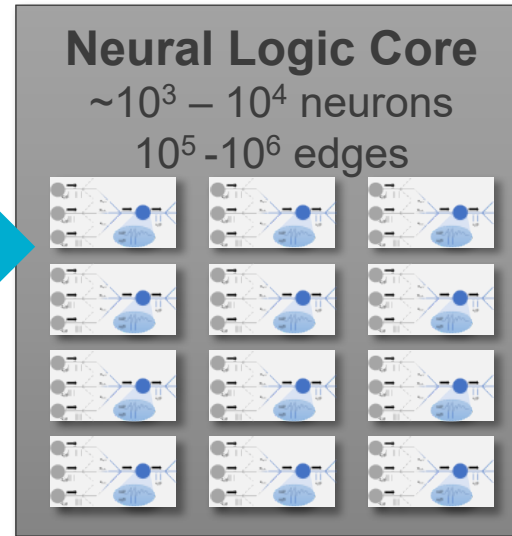 Neural Logic Core
~10³ – 10⁴ neurons
10⁵ -10⁶ edges